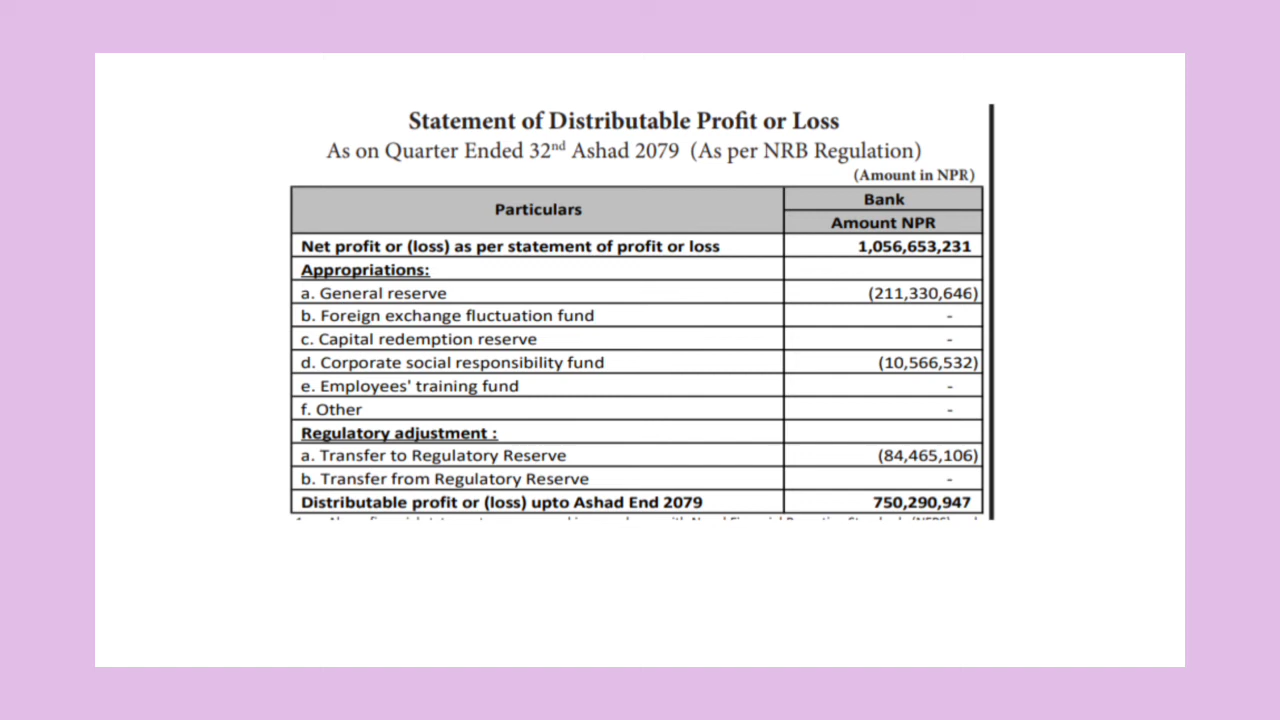 Statement of Distributable Profit or Loss
As on Quarter Ended 32nd Ashad 2079 (As per NRB Regulation)
(Amount in NPR)
Particulars Bank
Amount NPR
Net profit or (loss) as per statement of profit or loss 1,056,653,231
Appropriations:
a. General reserve (211,330,646)
b. Foreign exchange fluctuation fund -
c. Capital redemption reserve -
d. Corporate social responsibility fund (10,566,532)
e. Employees' training fund -
f. Other -
Regulatory adjustment :
a. Transfer to Regulatory Reserve (84,465,106)
b. Transfer from Regulatory Reserve -
Distributable profit or (loss) upto Ashad End 2079 750,290,947